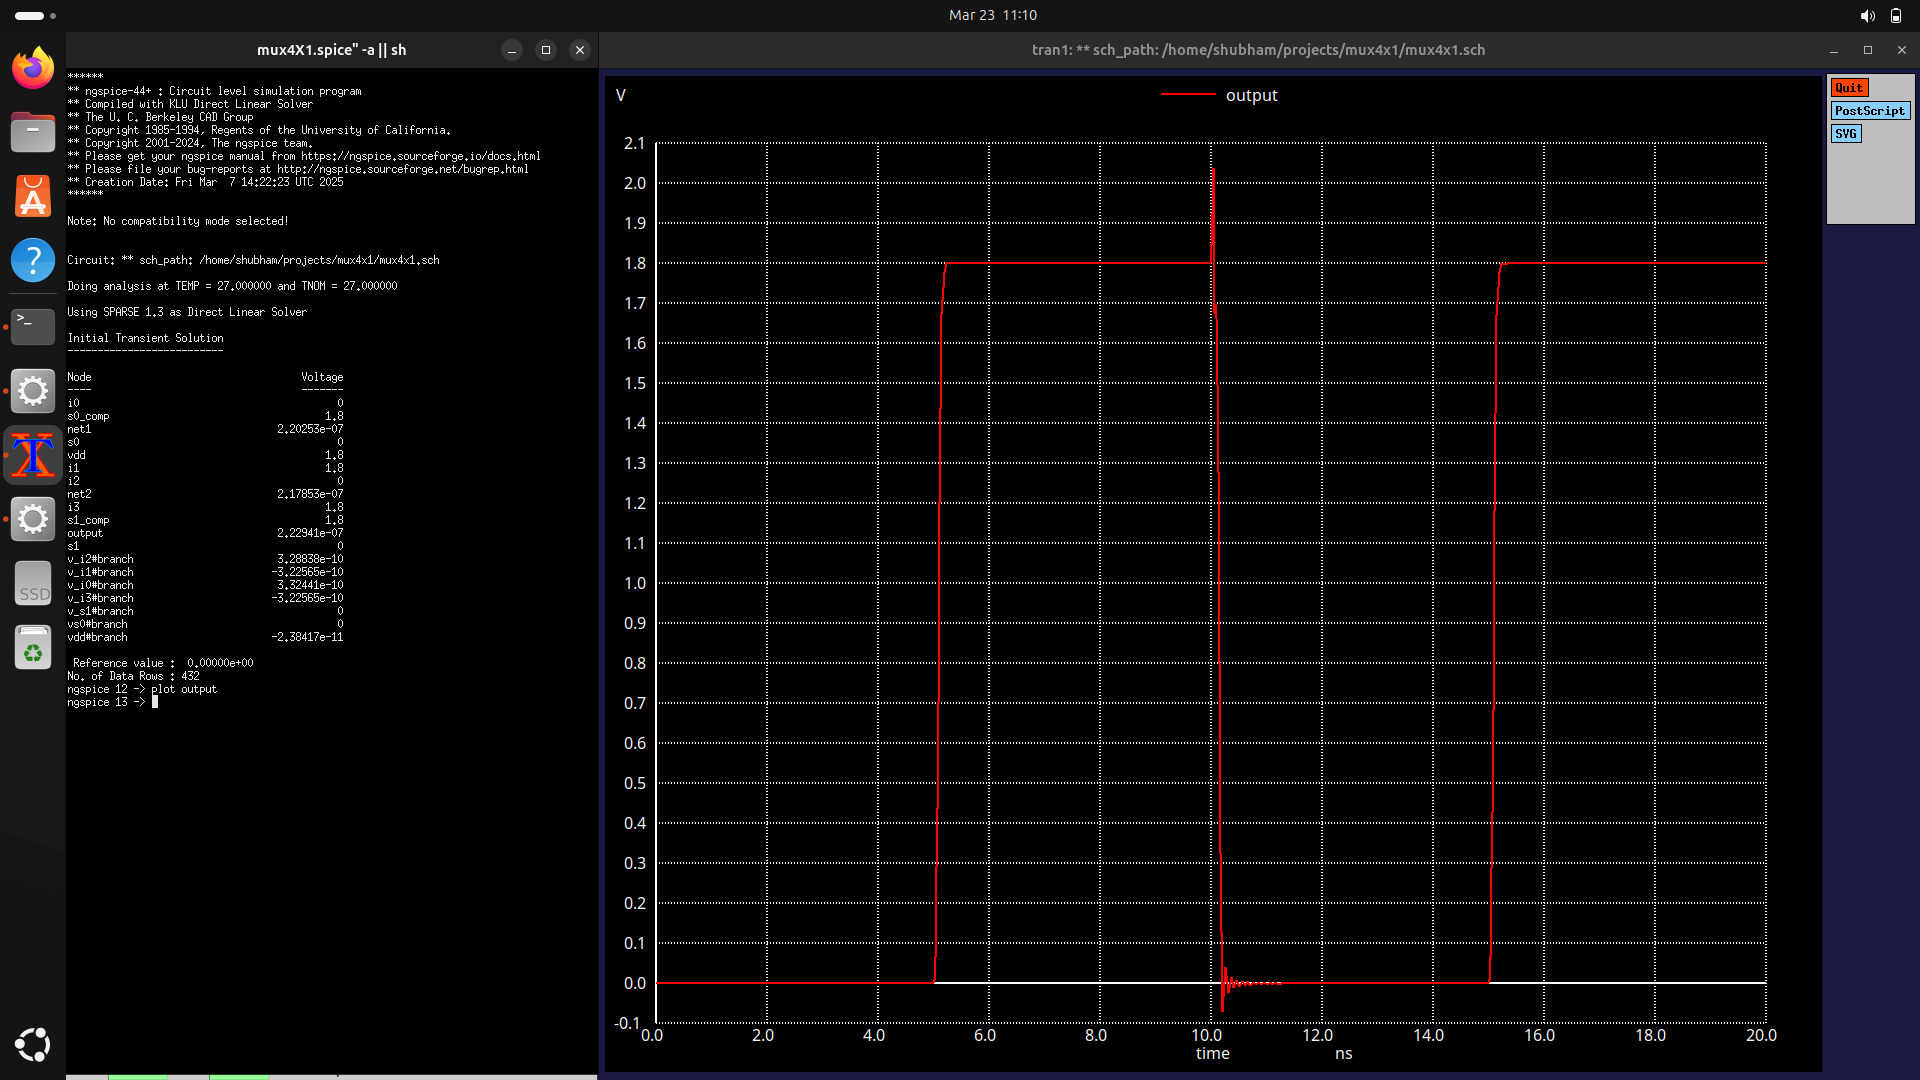 Mar 23  11:10
mux4X1.spice" -a || sh
******
** ngspice-44+ : Circuit level simulation program
** Compiled with KLU Direct Linear Solver
** The U. C. Berkeley CAD Group
** Copyright 1985-1994, Regents of the University of California.
** Copyright 2001-2024, The ngspice team.
** Please get your ngspice manual from https://ngspice.sourceforge.io/docs.html
** Please file your bug-reports at http://ngspice.sourceforge.net/bugrep.html
** Creation Date: Fri Mar  7 14:22:23 UTC 2025
******
Note: No compatibility mode selected!
Circuit: ** sch_path: /home/shubham/projects/mux4x1/mux4x1.sch
Doing analysis at TEMP = 27.000000 and TNOM = 27.000000
Using SPARSE 1.3 as Direct Linear Solver
Initial Transient Solution
--------------------------
Node Voltage
---- -------
i0 0
s0_comp 1.8
net1 2.20253e-07
s0 0
vdd 1.8
i1 1.8
i2 0
net2 2.17853e-07
i3 1.8
s1_comp 1.8
output 2.22941e-07
s1 0
v_i2#branch 3.28838e-10
v_i1#branch -3.22565e-10
v_i0#branch 3.32441e-10
v_i3#branch -3.22565e-10
v_s1#branch 0
vs0#branch 0
vdd#branch -2.38417e-11
Reference value :  0.00000e+00
No. of Data Rows : 432
ngspice 12 -> plot output
ngspice 13 ->
SSD
tran1: ** sch_path: /home/shubham/projects/mux4x1/mux4x1.sch
V
output
2.1
2.0
1.9
1.8
1.7
1.6
1.5
1.4
1.3
1.2
1.1
1.0
0.9
0.8
0.7
0.6
0.5
0.4
0.3
0.2
0.1
0.0
-0.1
0.0 2.0 4.0 6.0 8.0 10.0 12.0 14.0 16.0 18.0 20.0
time ns
Quit
PostScript
SVG